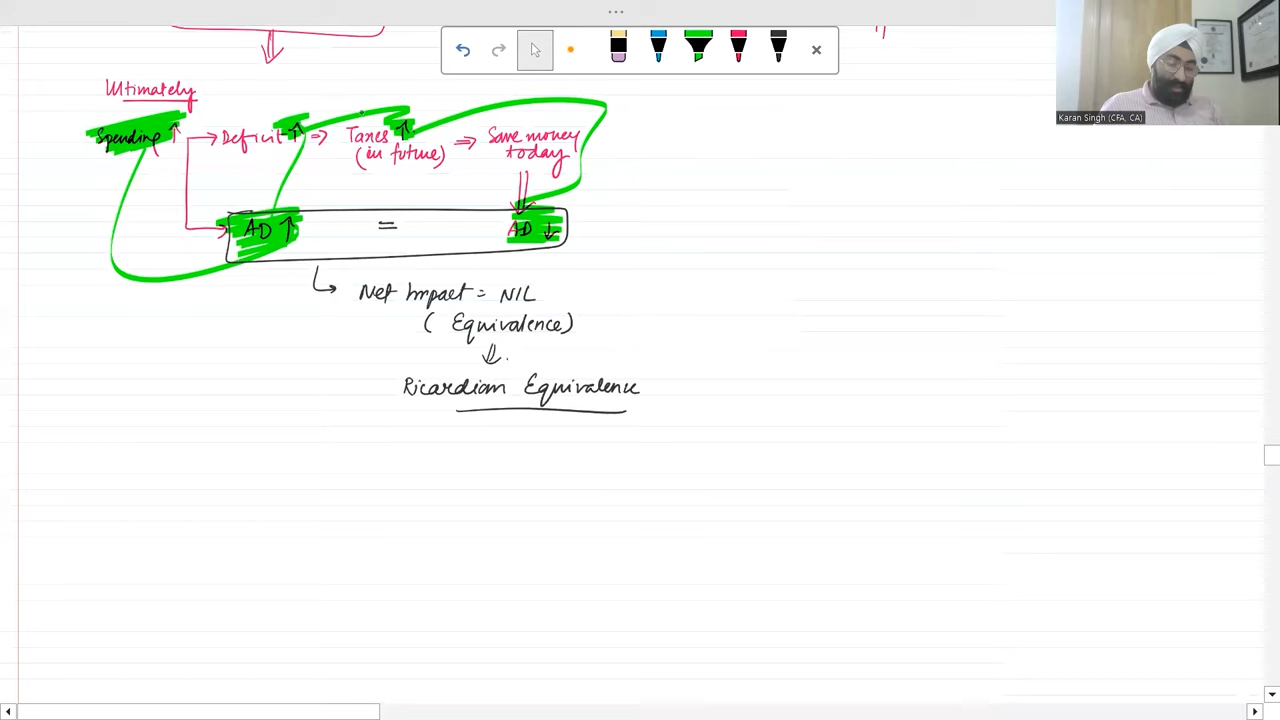 Ultimately
Spending ↑ → Deficit ↑ ⇒ Taxes ↑ ⇒ Save money
(in future) today
AD ↑ = AD ↓
Net Impact = NIL
( Equivalence)
Ricardian Equivalence
Karan Singh (CFA, CA)